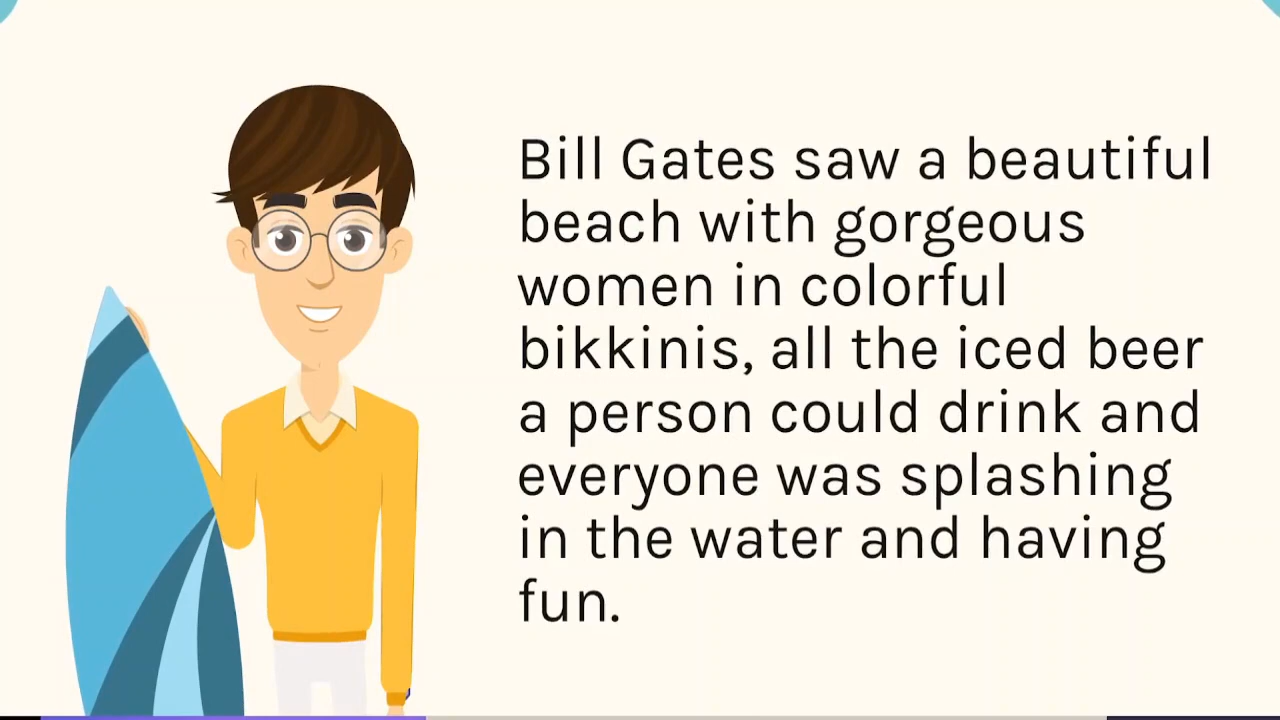 Bill Gates saw a beautiful
beach with gorgeous
women in colorful
bikkinis, all the iced beer
a person could drink and
everyone was splashing
in the water and having
fun.